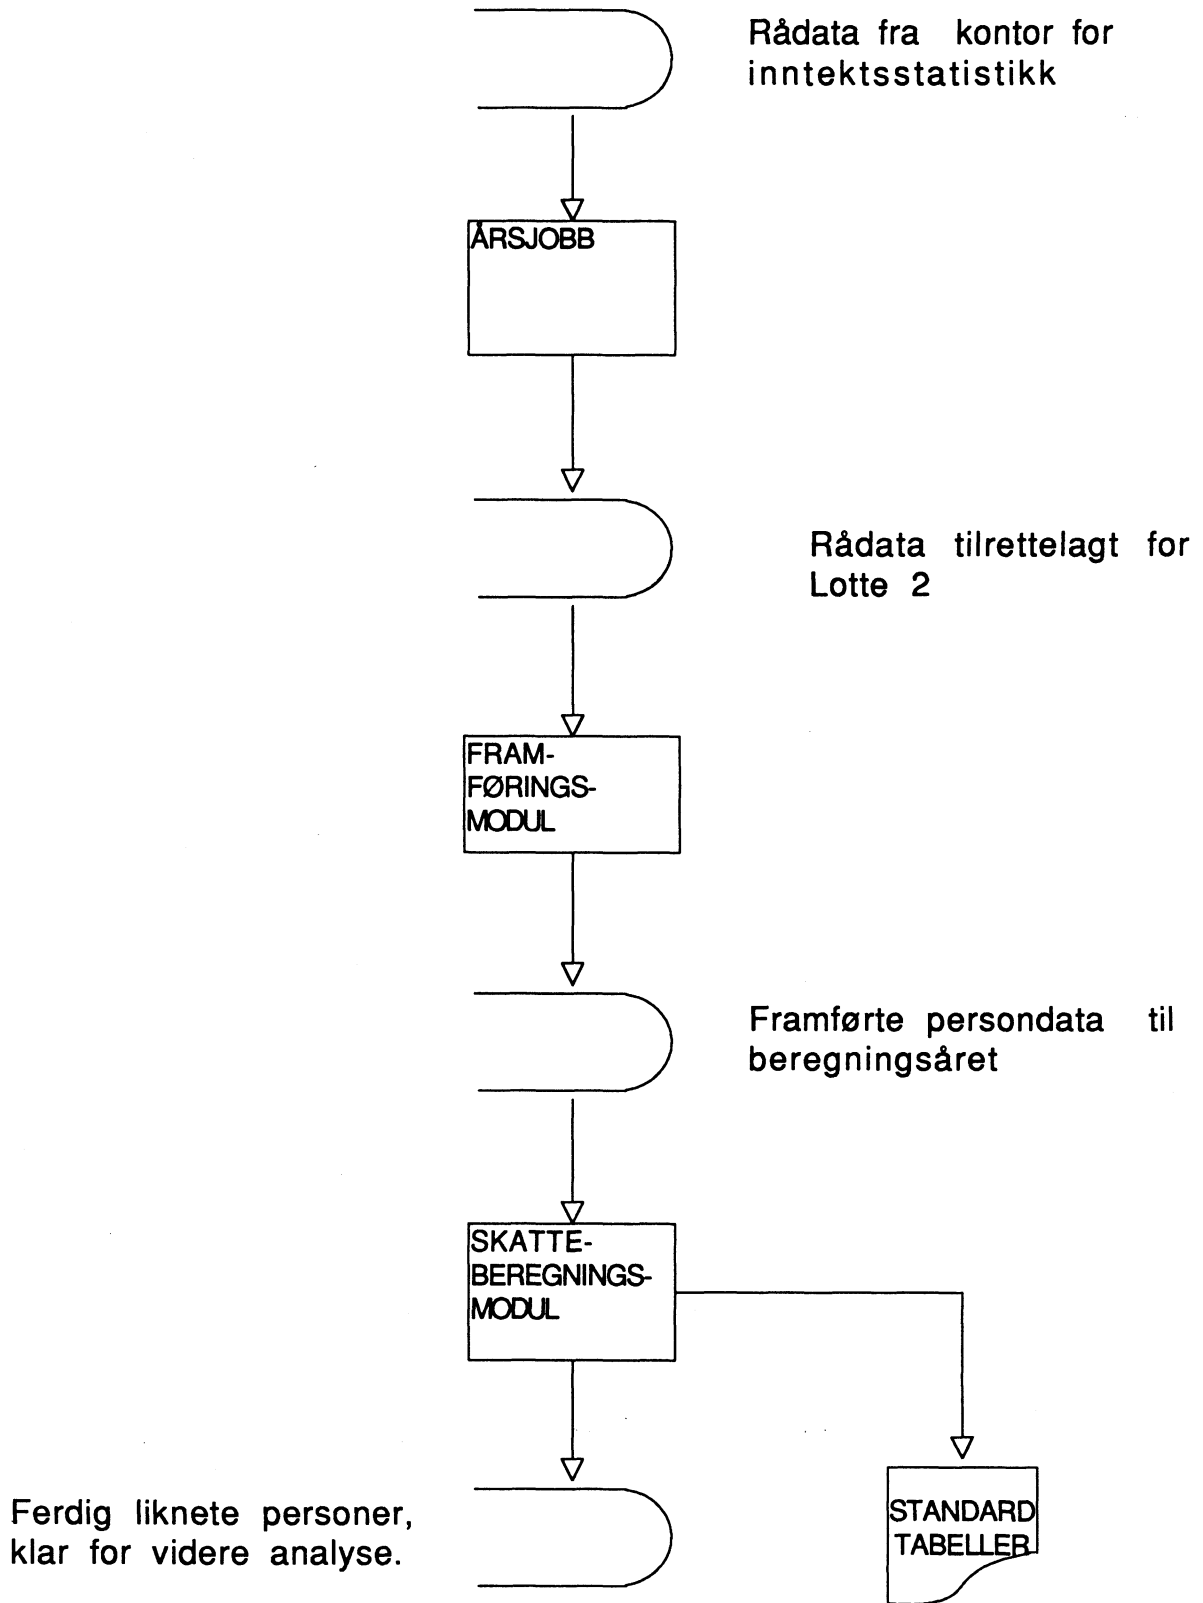 Rådata fra kontor for
inntektsstatistikk
ÅRSJOBB
Rådata tilrettelagt for
Lotte 2
FRAM-
FØRINGS-
MODUL
Framførte persondata til
beregningsåret
SKATTE-
BEREGNINGS-
MODUL
STANDARD
TABELLER
Ferdig liknete personer,
klar for videre analyse.